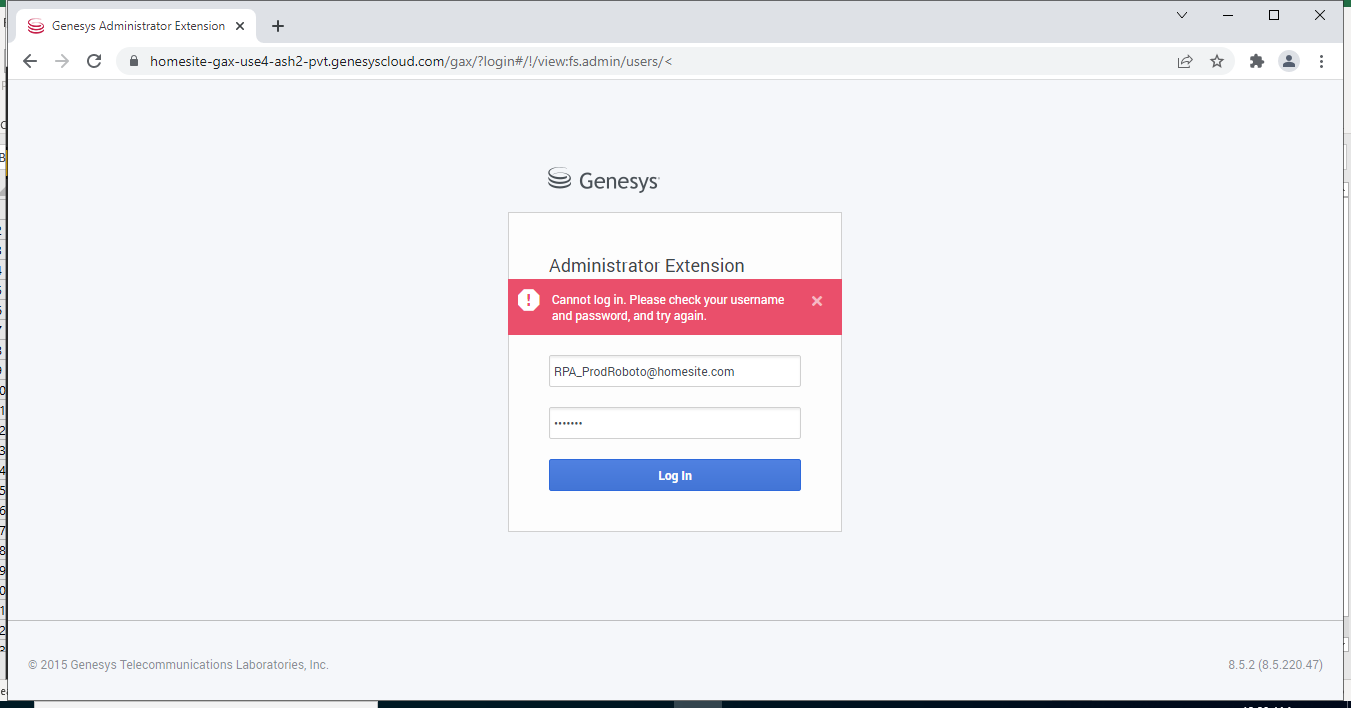 Genesys Administrator Extension
homesite-gax-use4-ash2-pvt.genesyscloud.com/gax/?login#/!/view:fs.admin/users/<
Genesys
Administrator Extension
Cannot log in. Please check your username
and password, and try again.
RPA_ProdRoboto@homesite.com
•••••••
Log In
© 2015 Genesys Telecommunications Laboratories, Inc.
8.5.2 (8.5.220.47)